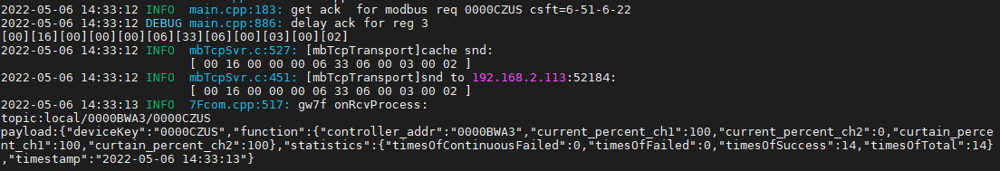 2022-05-06 14:33:12 INFO  main.cpp:183: get ack  for modbus req 0000CZUS csft=6-51-6-22
2022-05-06 14:33:12 DEBUG main.cpp:886: delay ack for reg 3
[00][16][00][00][00][06][33][06][00][03][00][02]
2022-05-06 14:33:12 INFO  mbTcpSvr.c:527: [mbTcpTransport]cache snd:
[ 00 16 00 00 00 06 33 06 00 03 00 02 ]
2022-05-06 14:33:12 INFO  mbTcpSvr.c:451: [mbTcpTransport]snd to 192.168.2.113:52184:
[ 00 16 00 00 00 06 33 06 00 03 00 02 ]
2022-05-06 14:33:13 INFO  7Fcom.cpp:517: gw7f onRcvProcess:
topic:local/0000BWA3/0000CZUS
payload:{"deviceKey":"0000CZUS","function":{"controller_addr":"0000BWA3","current_percent_ch1":100,"current_percent_ch2":0,"curtain_perce
nt_ch1":100,"curtain_percent_ch2":100},"statistics":{"timesOfContinuousFailed":0,"timesOfFailed":0,"timesOfSuccess":14,"timesOfTotal":14}
,"timestamp":"2022-05-06 14:33:13"}